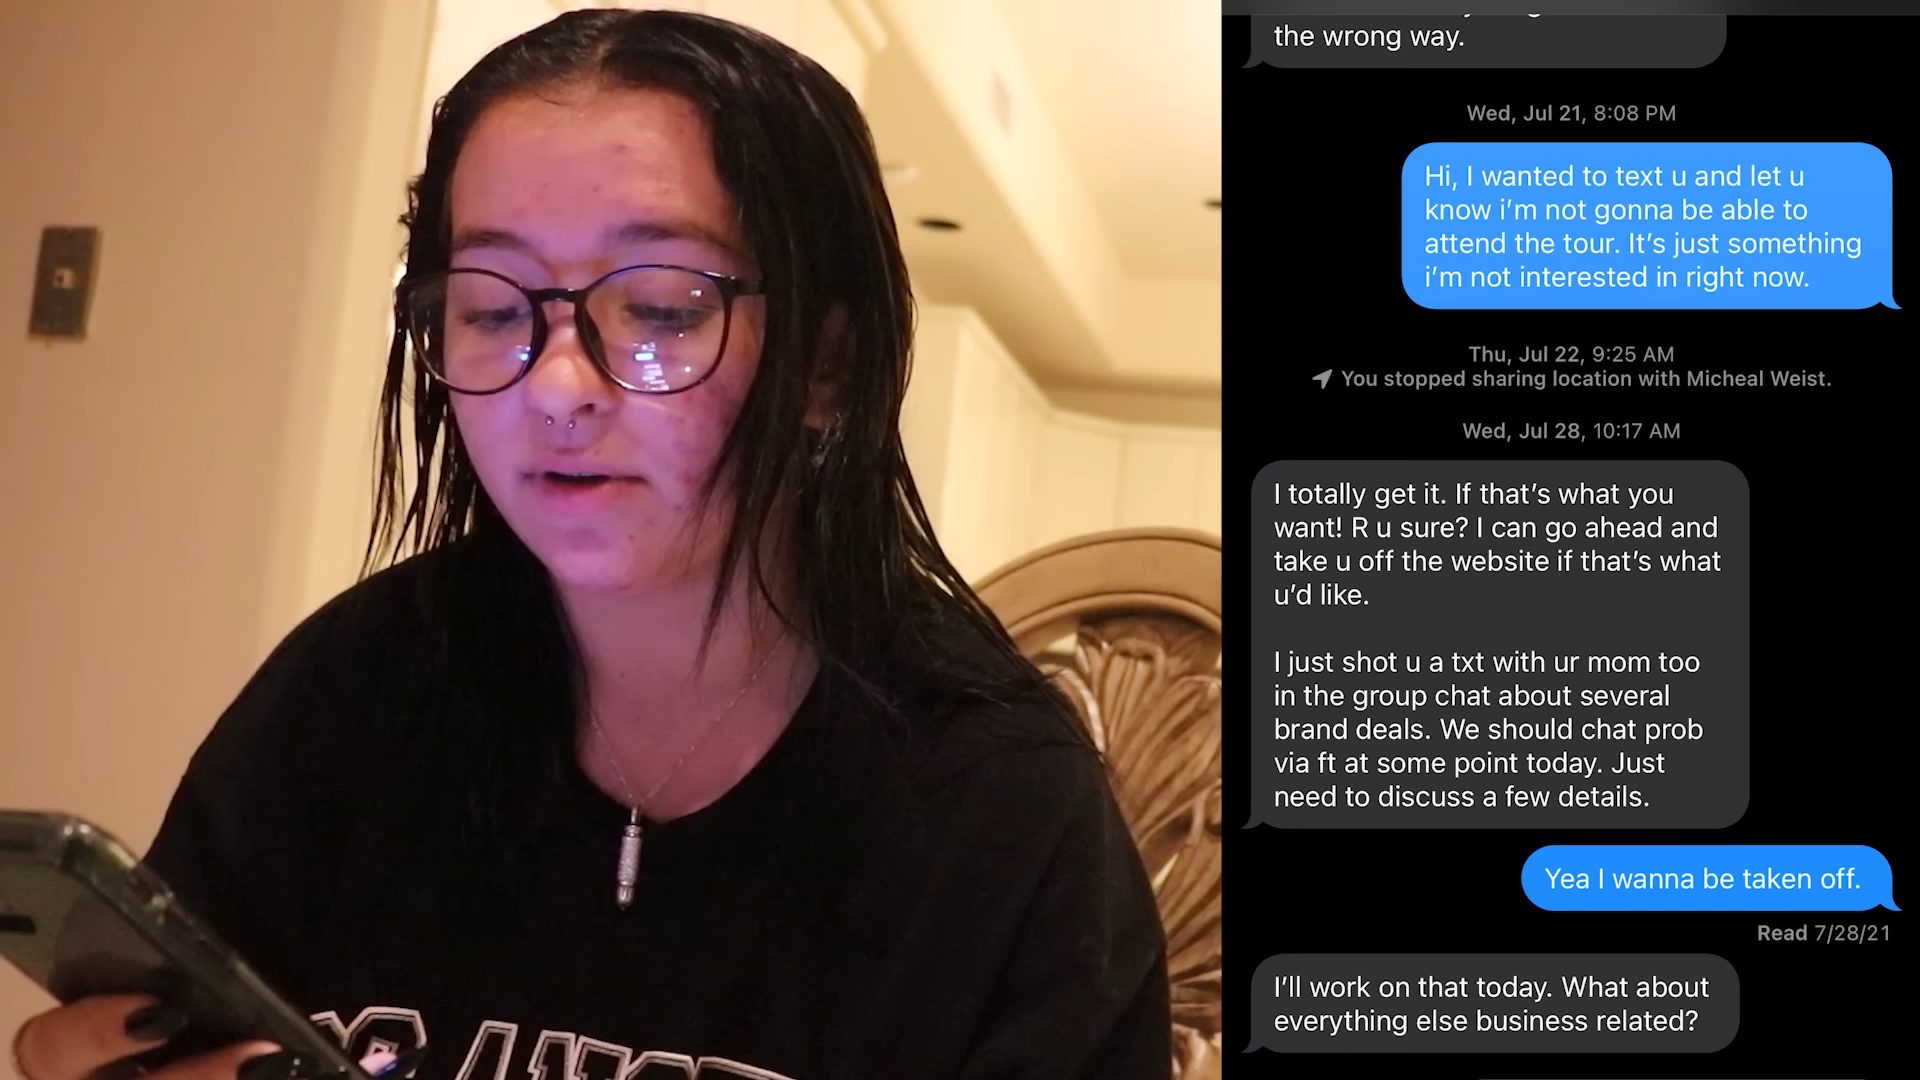 the wrong way.
Wed, Jul 21, 8:08 PM
Hi, I wanted to text u and let u
know i’m not gonna be able to
attend the tour. It’s just something
i’m not interested in right now.
Thu, Jul 22, 9:25 AM
You stopped sharing location with Micheal Weist.
Wed, Jul 28, 10:17 AM
I totally get it. If that’s what you
want! R u sure? I can go ahead and
take u off the website if that’s what
u’d like.
I just shot u a txt with ur mom too
in the group chat about several
brand deals. We should chat prob
via ft at some point today. Just
need to discuss a few details.
Yea I wanna be taken off.
Read 7/28/21
I’ll work on that today. What about
everything else business related?